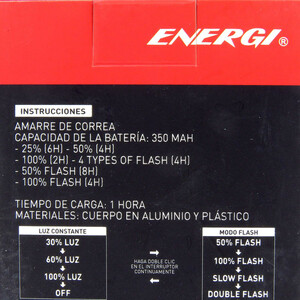 ENERGI®
INSTRUCCIONES
AMARRE DE CORREA
CAPACIDAD DE LA BATERÍA: 350 MAH
- 25% (6H) - 50% (4H)
- 100% (2H) - 4 TYPES OF FLASH (4H)
- 50% FLASH (8H)
- 100% FLASH (4H)
TIEMPO DE CARGA: 1 HORA
MATERIALES: CUERPO EN ALUMINIO Y PLÁSTICO
LUZ CONSTANTE
30% LUZ
60% LUZ
100% LUZ
OFF
HAGA DOBLE CLIC
EN EL INTERRUPTOR
CONTINUAMENTE
MODO FLASH
50% FLASH
100% FLASH
SLOW FLASH
DOUBLE FLASH